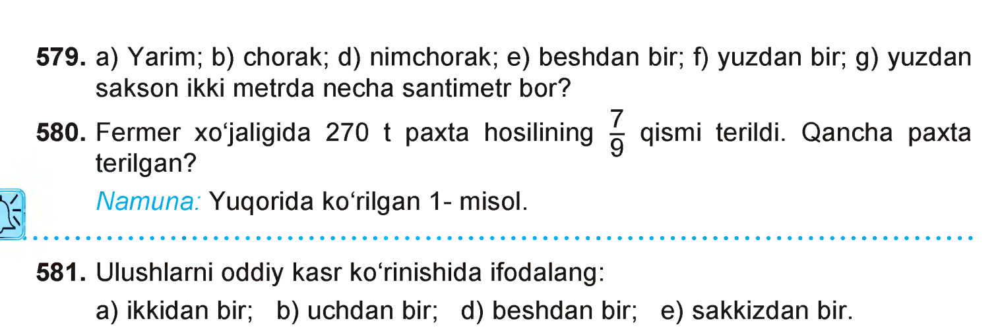 579. a) Yarim; b) chorak; d) nimchorak; e) beshdan bir; f) yuzdan bir; g) yuzdan
sakson ikki metrda necha santimetr bor?
580. Fermer xo‘jaligida 270 t paxta hosilining 7/9 qismi terildi. Qancha paxta
terilgan?
Namuna: Yuqorida ko‘rilgan 1- misol.
581. Ulushlarni oddiy kasr ko‘rinishida ifodalang:
a) ikkidan bir; b) uchdan bir; d) beshdan bir; e) sakkizdan bir.